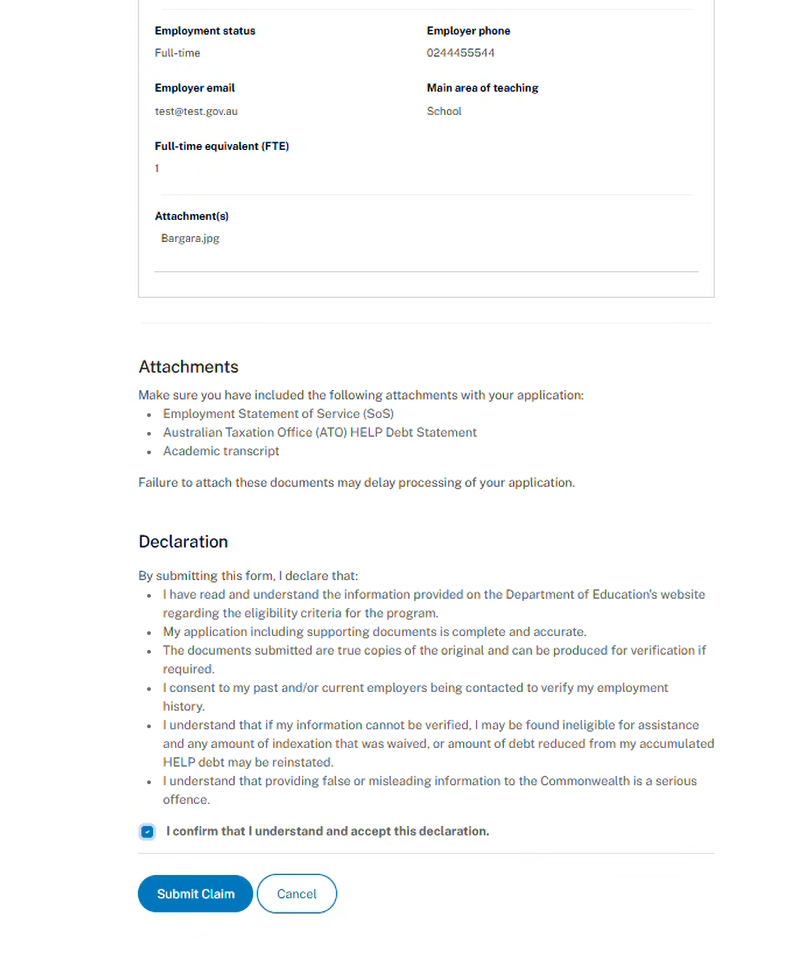 Employment status
Full-time
Employer phone
0244455544
Employer email
test@test.gov.au
Main area of teaching
School
Full-time equivalent (FTE)
1
Attachment(s)
Bargara.jpg
Attachments
Make sure you have included the following attachments with your application:
• Employment Statement of Service (SoS)
• Australian Taxation Office (ATO) HELP Debt Statement
• Academic transcript
Failure to attach these documents may delay processing of your application.
Declaration
By submitting this form, I declare that:
• I have read and understand the information provided on the Department of Education's website
regarding the eligibility criteria for the program.
• My application including supporting documents is complete and accurate.
• The documents submitted are true copies of the original and can be produced for verification if
required.
• I consent to my past and/or current employers being contacted to verify my employment
history.
• I understand that if my information cannot be verified, I may be found ineligible for assistance
and any amount of indexation that was waived, or amount of debt reduced from my accumulated
HELP debt may be reinstated.
• I understand that providing false or misleading information to the Commonwealth is a serious
offence.
I confirm that I understand and accept this declaration.
Submit Claim
Cancel